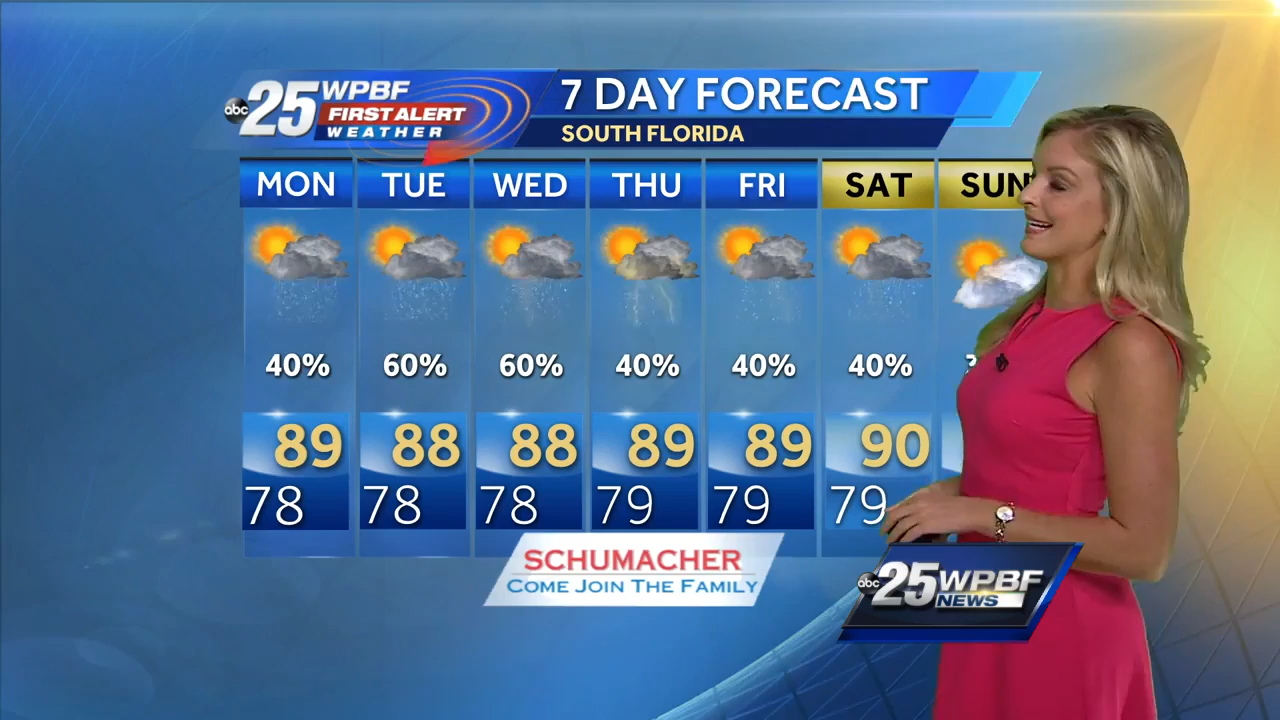 abc 25 WPBF
FIRST ALERT
WEATHER
7 DAY FORECAST
SOUTH FLORIDA
MON TUE WED THU FRI SAT SUN
40% 60% 60% 40% 40% 40%
89 88 88 89 89 90
78 78 78 79 79 79
SCHUMACHER
COME JOIN THE FAMILY
abc 25 WPBF
NEWS